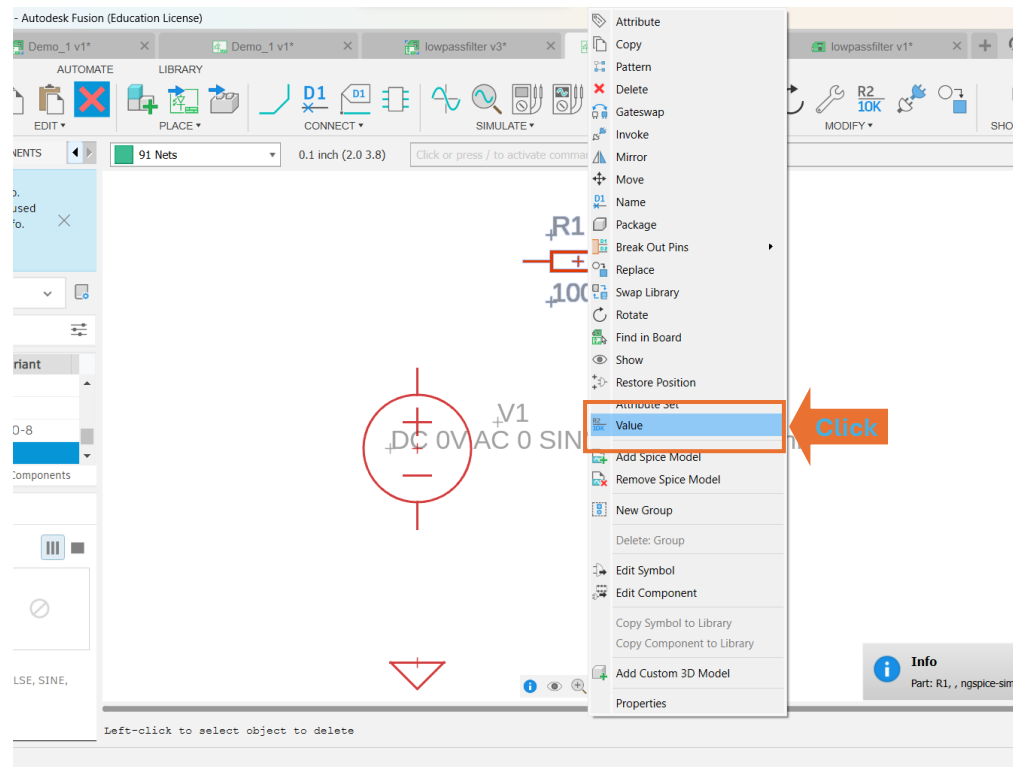 - Autodesk Fusion (Education License)
Demo_1 v1*
Demo_1 v1*
lowpassfilter v3*
lowpassfilter v1*
AUTOMATE
LIBRARY
D1
D1
R2
10K
EDIT
PLACE
CONNECT
SIMULATE
MODIFY
SHO
NENTS
91 Nets
0.1 inch (2.0 3.8)
Click or press / to activate comma
o.
used
fo.
riant
0-8
Components
LSE, SINE,
R1
100
V1
DC 0V AC 0 SIN
Attribute
Copy
Pattern
Delete
Gateswap
Invoke
Mirror
Move
Name
Package
Break Out Pins
Replace
Swap Library
Rotate
Find in Board
Show
Restore Position
Attribute Set
Value
Click
Add Spice Model
Remove Spice Model
New Group
Delete: Group
Edit Symbol
Edit Component
Copy Symbol to Library
Copy Component to Library
Add Custom 3D Model
Properties
Info
Part: R1, , ngspice-sim
Left-click to select object to delete